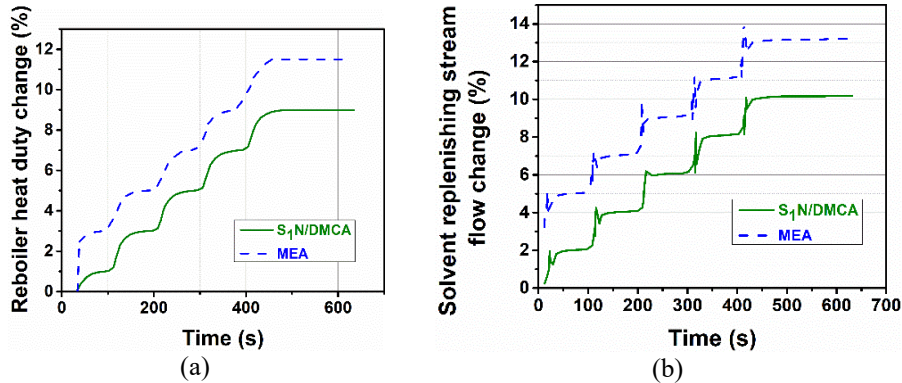 Reboiler heat duty change (%)
12
10
8
6
4
2
0
0
200
400
600
Time (s)
S₁N/DMCA
MEA
(a)
Solvent replenishing stream
flow change (%)
14
12
10
8
6
4
2
0
0
100
200
300
400
500
600
700
Time (s)
S₁N/DMCA
MEA
(b)